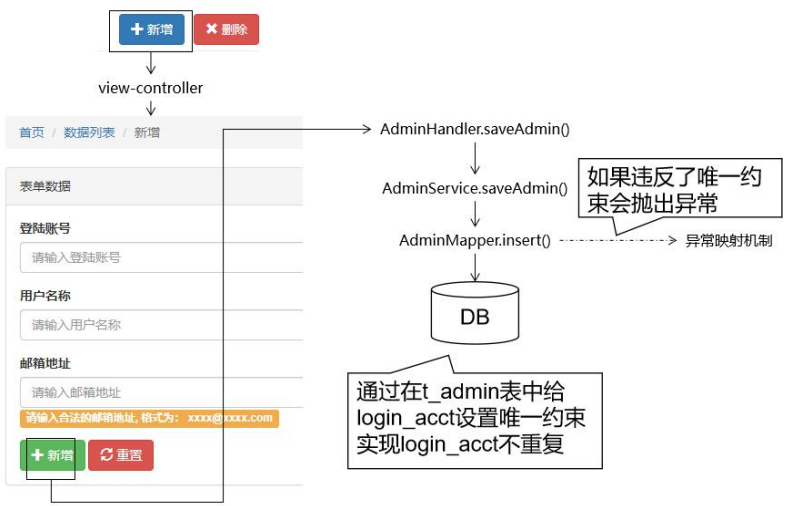 新增 删除
view-controller
首页 / 数据列表 / 新增
表单数据
登陆账号
请输入登陆账号
用户名称
请输入用户名称
邮箱地址
请输入邮箱地址
请输入合法的邮箱地址, 格式为： xxxx@xxxx.com
新增 重置
AdminHandler.saveAdmin()
AdminService.saveAdmin()
AdminMapper.insert()
如果违反了唯一约
束会抛出异常
异常映射机制
DB
通过在t_admin表中给
login_acct设置唯一约束
实现login_acct不重复